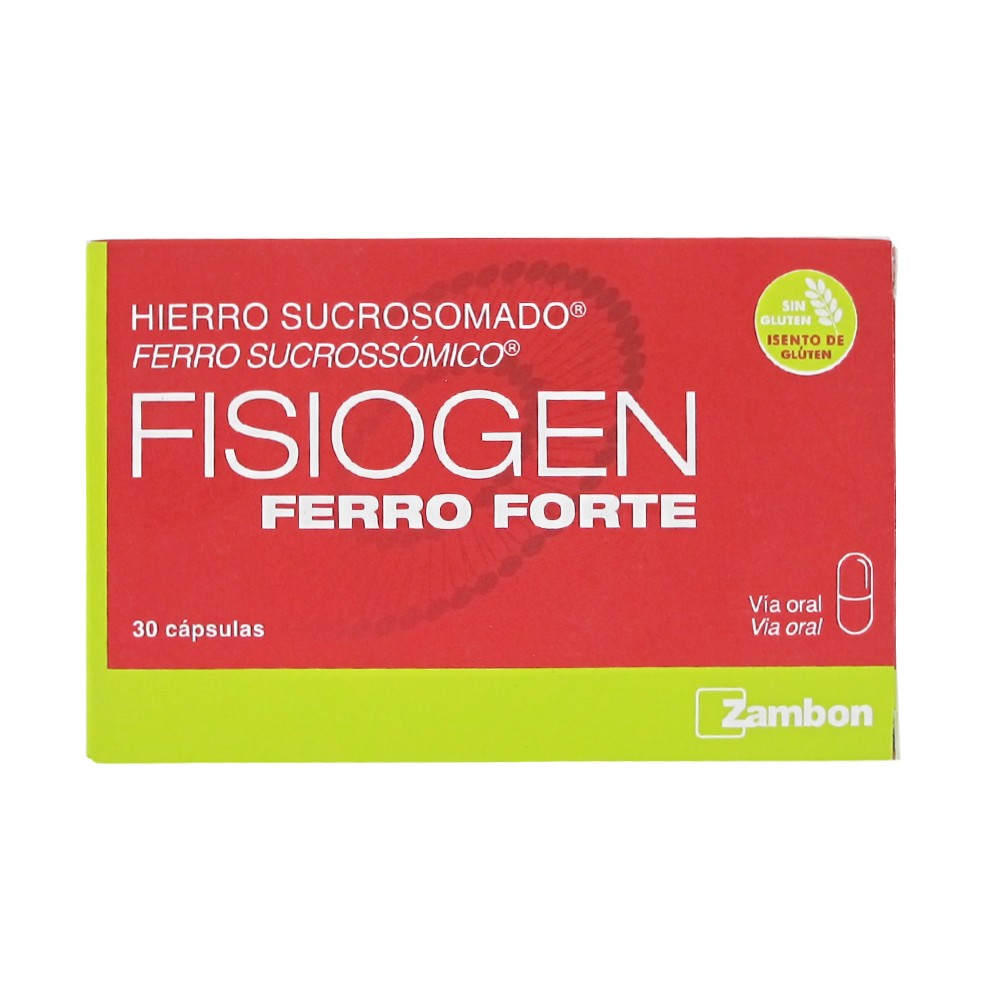 HIERRO SUCROSOMADO®
FERRO SUCROSSÓMICO®
FISIOGEN
FERRO FORTE
30 cápsulas
SIN
GLUTEN
ISENTO DE
GLÚTEN
Vía oral
Via oral
Zambon